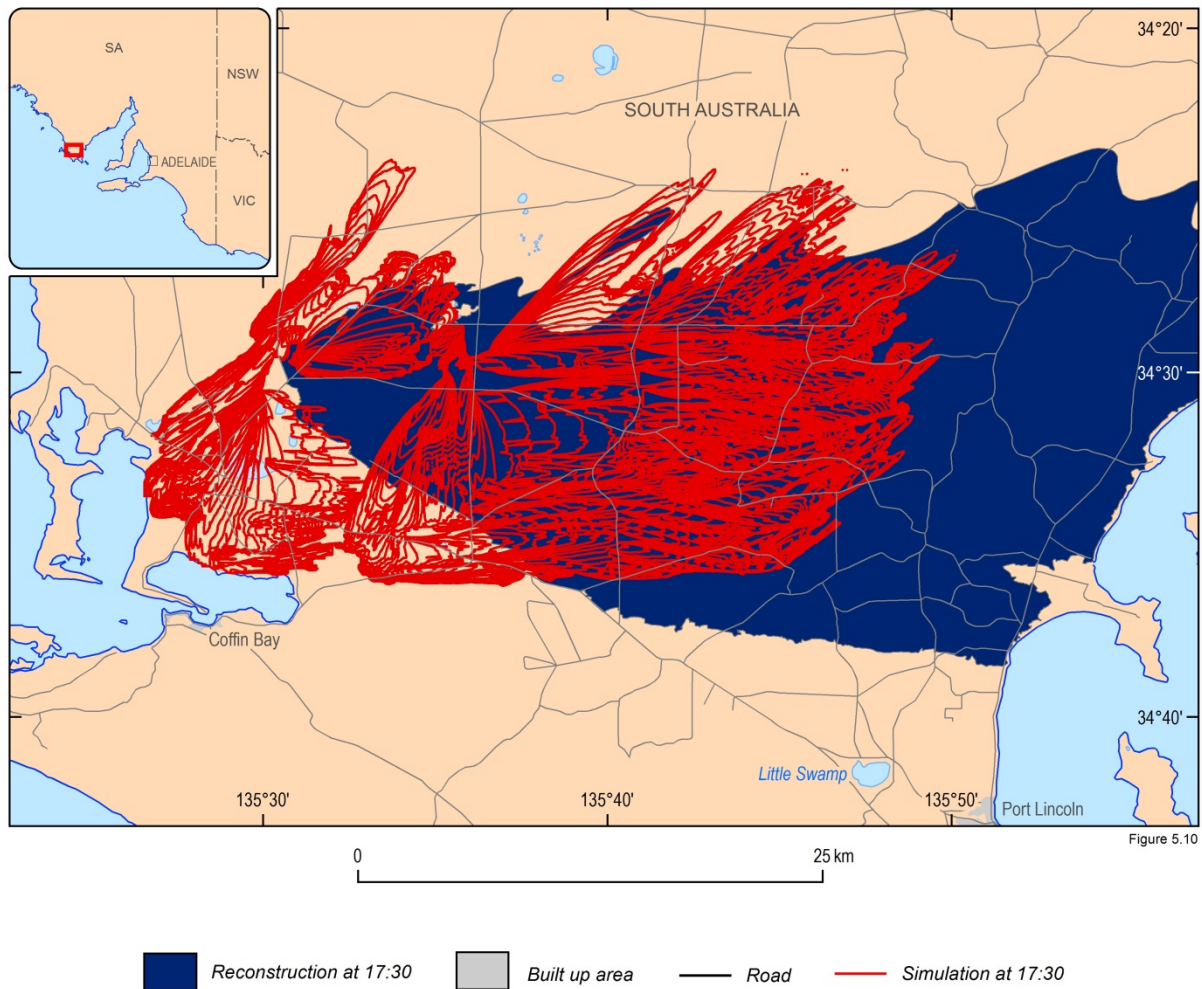 SA
NSW
ADELAIDE
VIC
34°20'
SOUTH AUSTRALIA
34°30'
Coffin Bay
34°40'
Little Swamp
135°30'
135°40'
135°50'
Port Lincoln
Figure 5.10
0
25 km
Reconstruction at 17:30
Built up area
Road
Simulation at 17:30